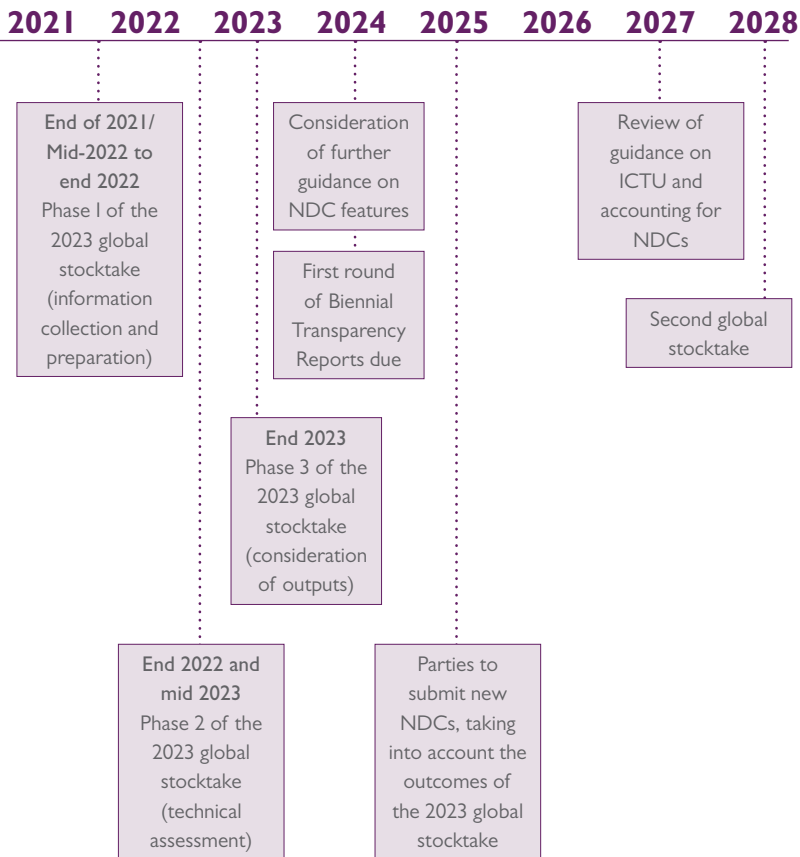 2021 2022 2023 2024 2025 2026 2027 2028
End of 2021/
Mid-2022 to
end 2022
Phase 1 of the
2023 global
stocktake
(information
collection and
preparation)
Consideration
of further
guidance on
NDC features
First round
of Biennial
Transparency
Reports due
Review of
guidance on
ICTU and
accounting for
NDCs
Second global
stocktake
End 2023
Phase 3 of the
2023 global
stocktake
(consideration
of outputs)
End 2022 and
mid 2023
Phase 2 of the
2023 global
stocktake
(technical
assessment)
Parties to
submit new
NDCs, taking
into account the
outcomes of
the 2023 global
stocktake